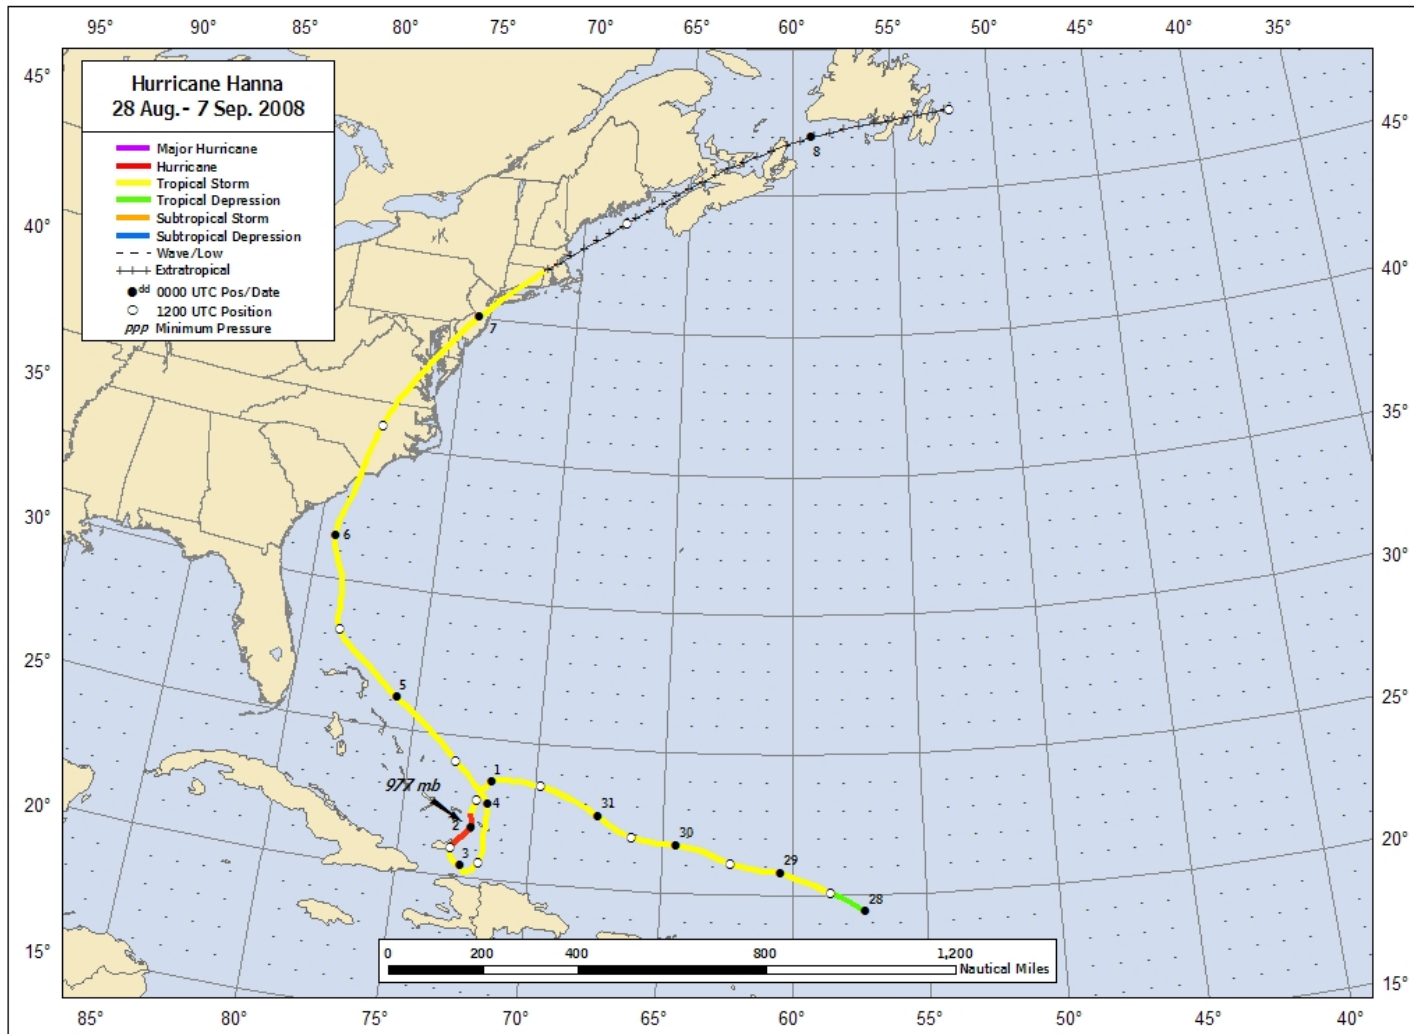 95° 90° 85° 80° 75° 70° 65° 60° 55° 50° 45° 40° 35°
Hurricane Hanna
28 Aug.- 7 Sep. 2008
Major Hurricane
Hurricane
Tropical Storm
Tropical Depression
Subtropical Storm
Subtropical Depression
Wave/Low
Extratropical
dd 0000 UTC Pos/Date
1200 UTC Position
ppp Minimum Pressure
45°
40°
35°
30°
25°
20°
15°
45°
40°
35°
30°
25°
20°
15°
8
7
6
5
977 mb
1
4
2
3
31
30
29
28
0 200 400 800 1,200
Nautical Miles
85° 80° 75° 70° 65° 60° 55° 50° 45° 40°